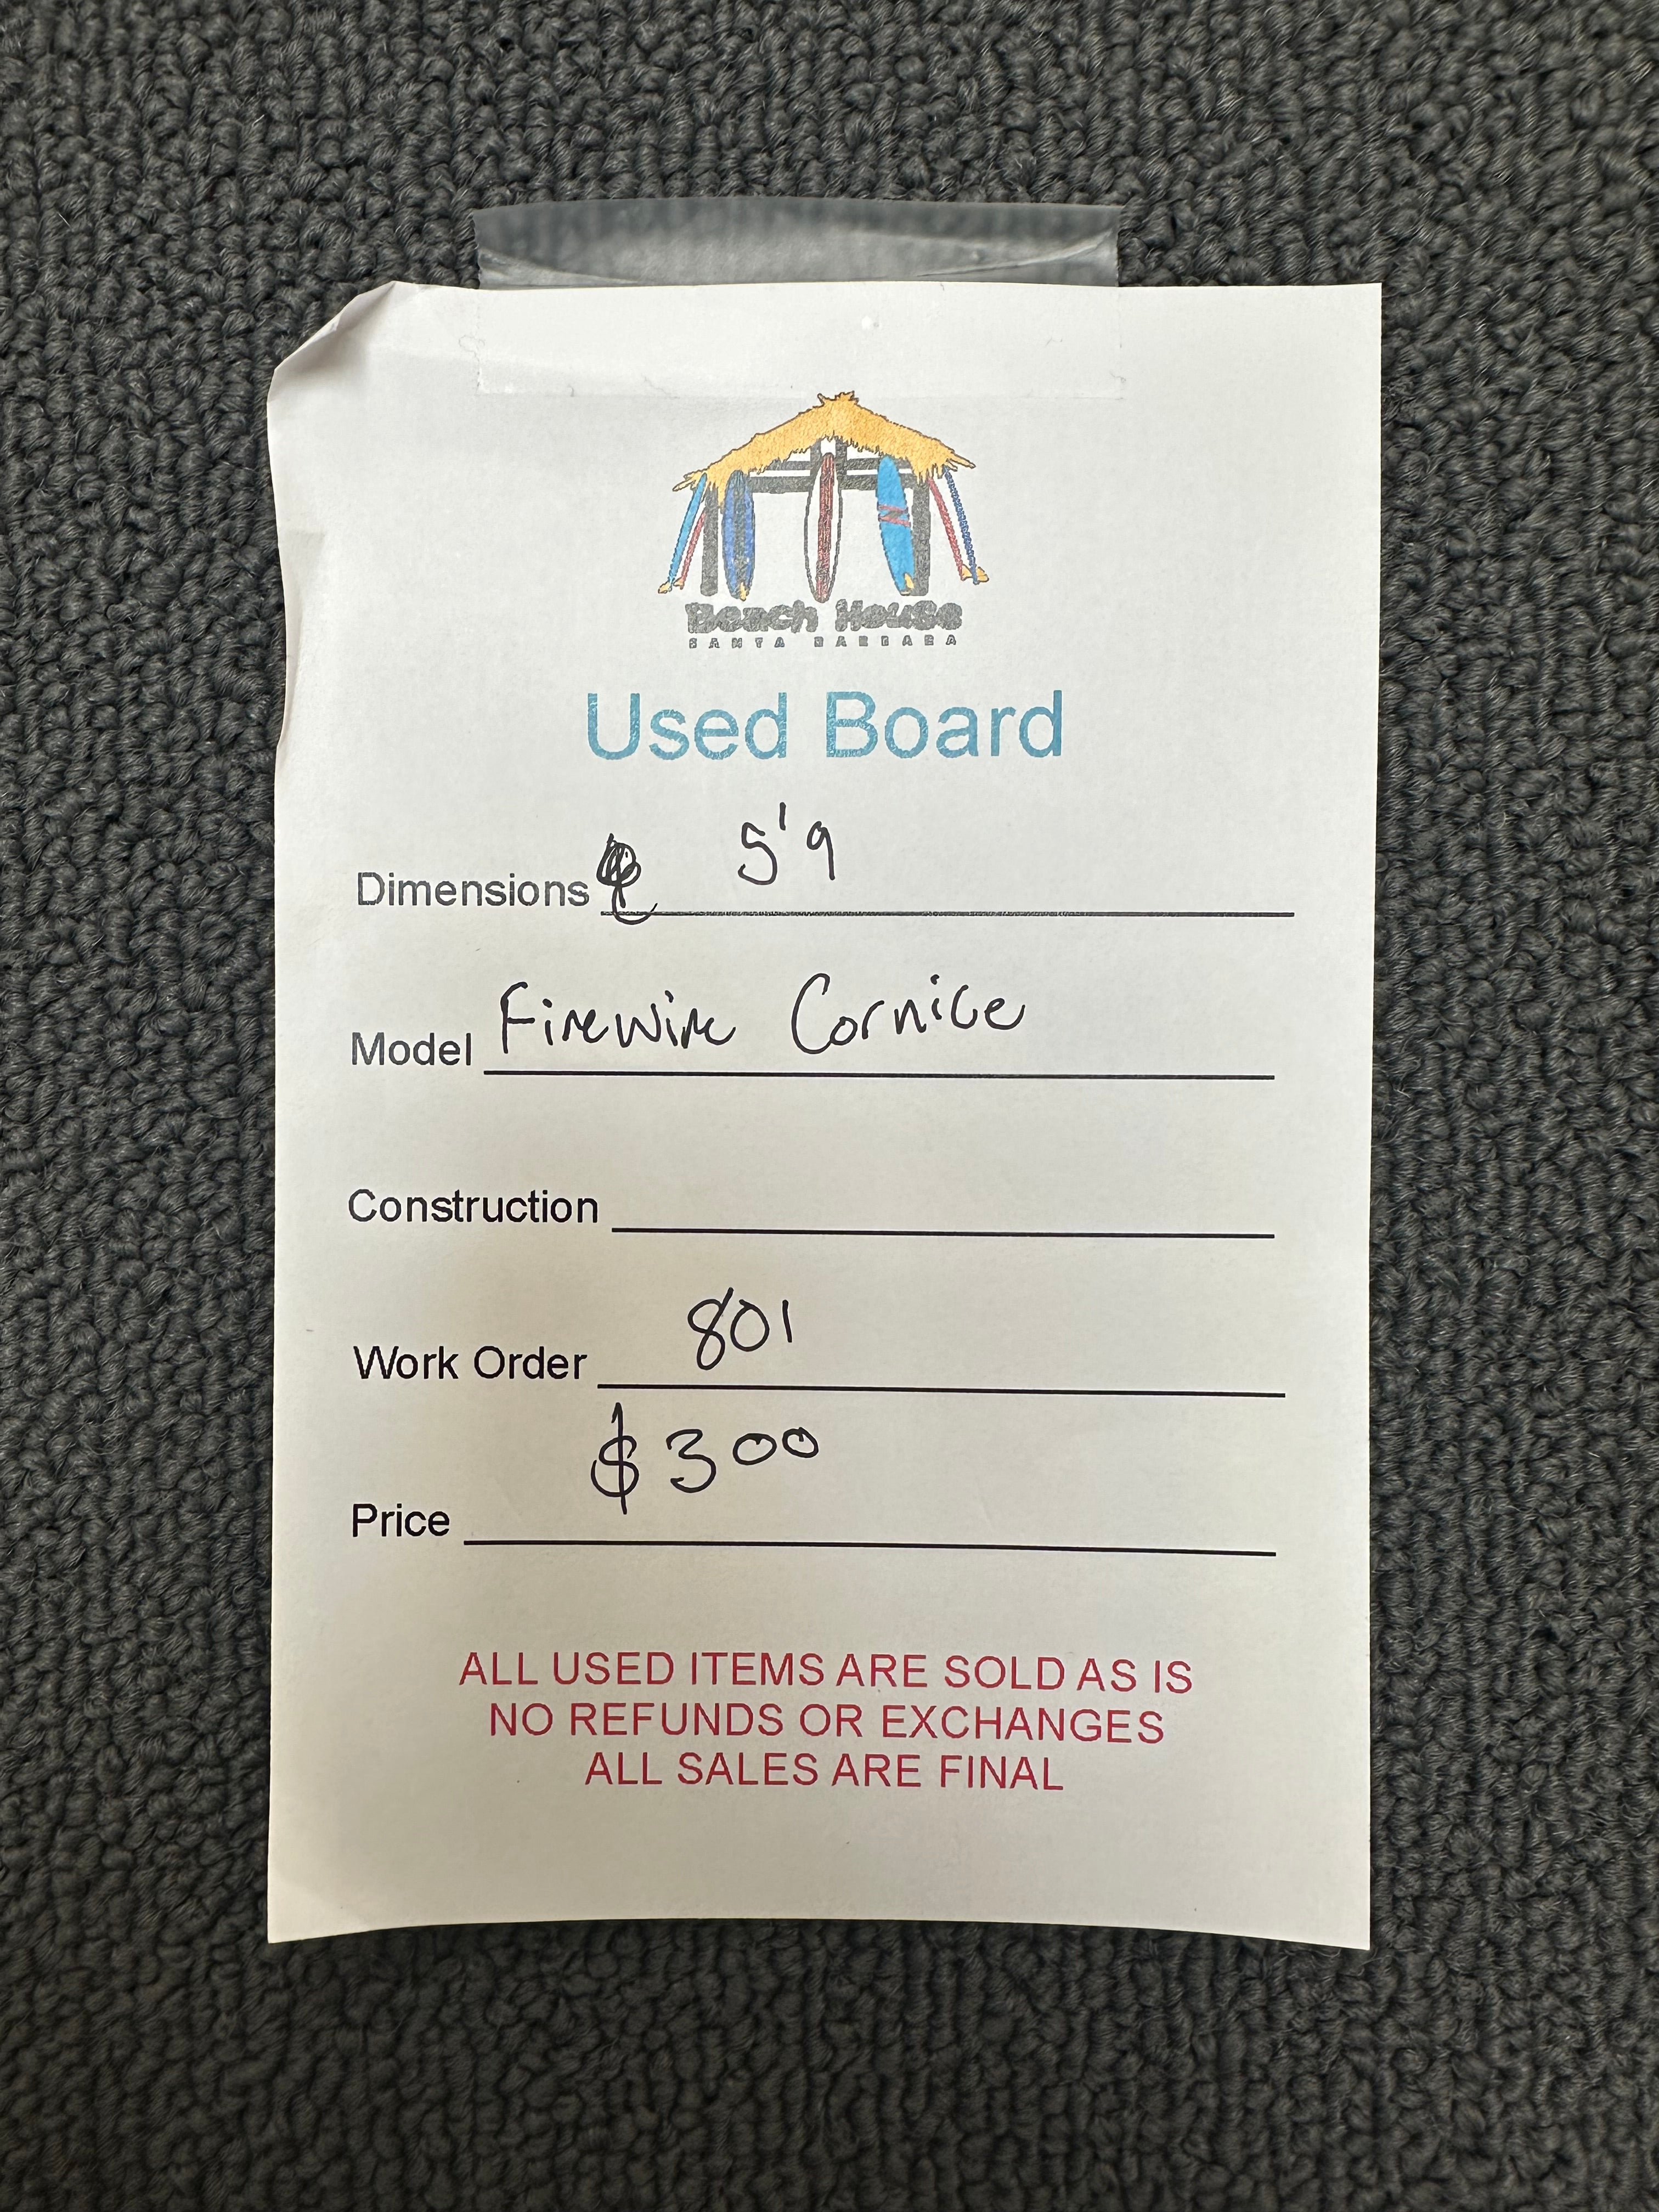 Beach House
SANTA BARBARA
Used Board
Dimensions 5'9
Model Firewire Cornice
Construction
Work Order 801
Price $300
ALL USED ITEMS ARE SOLD AS IS
NO REFUNDS OR EXCHANGES
ALL SALES ARE FINAL